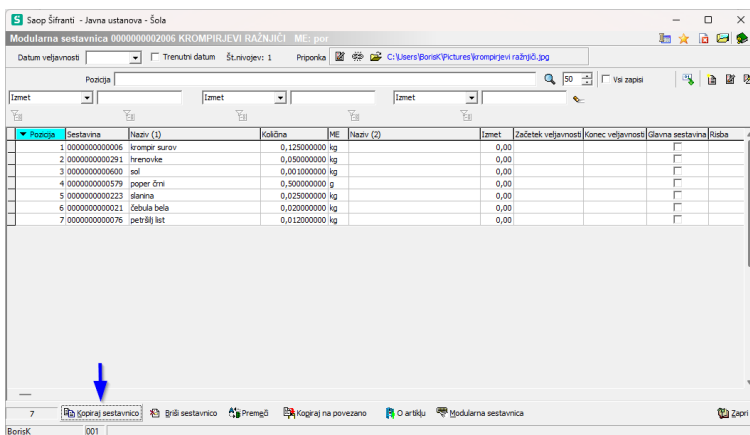 S Saop Šifranti - Javna ustanova - Šola
Modularna sestavnica 0000000002006 KROMPIRJEVI RAŽNJIČI ME: por
Datum veljavnosti Trenutni datum Št.nivojev: 1 Priponka C:\Users\BorisK\Pictures\krompirjevi ražnjiči.jpg
Pozicija 50 Vsi zapisi
Izmet Izmet Izmet
Pozicija Sestavina Naziv (1) Količina ME Naziv (2) Izmet Začetek veljavnosti Konec veljavnosti Glavna sestavina Risba
1 0000000000006 krompir surov 0,125000000 kg 0,00
2 0000000000291 hrenovke 0,050000000 kg 0,00
3 0000000000600 sol 0,001000000 kg 0,00
4 0000000000579 poper črni 0,500000000 g 0,00
5 0000000000223 slanina 0,025000000 kg 0,00
6 0000000000021 čebula bela 0,020000000 kg 0,00
7 0000000000076 petršilj list 0,012000000 kg 0,00
7 Kopiraj sestavnico Briši sestavnico Premeči Kopiraj na povezano O artiklu Modularna sestavnica Zapri
BorisK 001